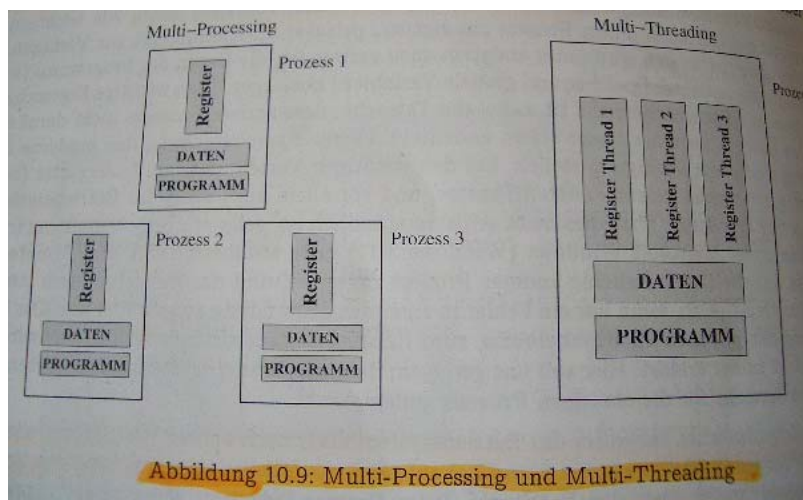 Multi-Processing
Prozess 1
Register
DATEN
PROGRAMM
Prozess 2
Register
DATEN
PROGRAMM
Prozess 3
Register
DATEN
PROGRAMM
Multi-Threading
Register Thread 1
Register Thread 2
Register Thread 3
DATEN
PROGRAMM
Abbildung 10.9: Multi-Processing und Multi-Threading